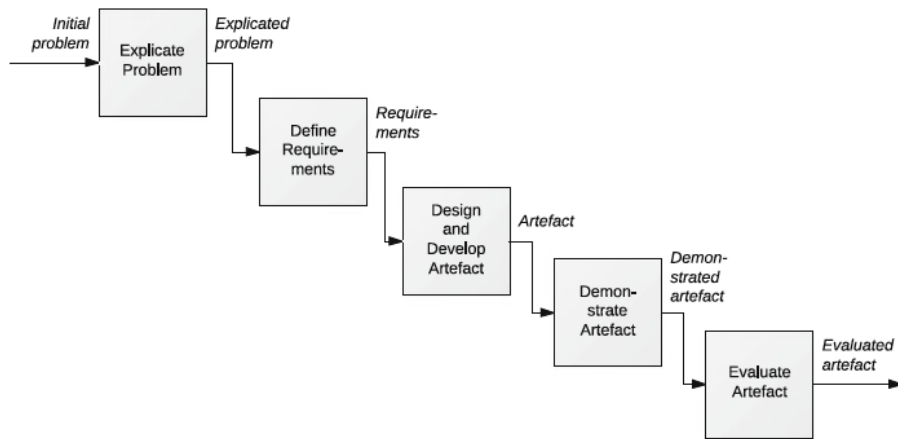 Initial
problem
Explicate
Problem
Explicated
problem
Define
Require-
ments
Require-
ments
Design
and
Develop
Artefact
Artefact
Demon-
strate
Artefact
Demon-
strated
artefact
Evaluate
Artefact
Evaluated
artefact